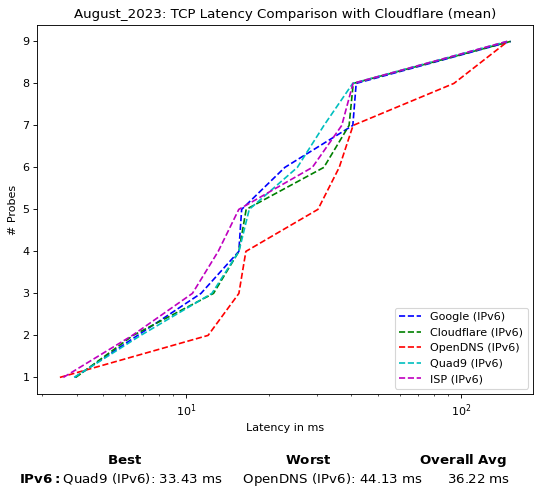 August_2023: TCP Latency Comparison with Cloudflare (mean)
# Probes
9
8
7
6
5
4
3
2
1
Google (IPv6)
Cloudflare (IPv6)
OpenDNS (IPv6)
Quad9 (IPv6)
ISP (IPv6)
10¹ 10²
Latency in ms
Best Worst Overall Avg
IPv6: Quad9 (IPv6): 33.43 ms OpenDNS (IPv6): 44.13 ms 36.22 ms